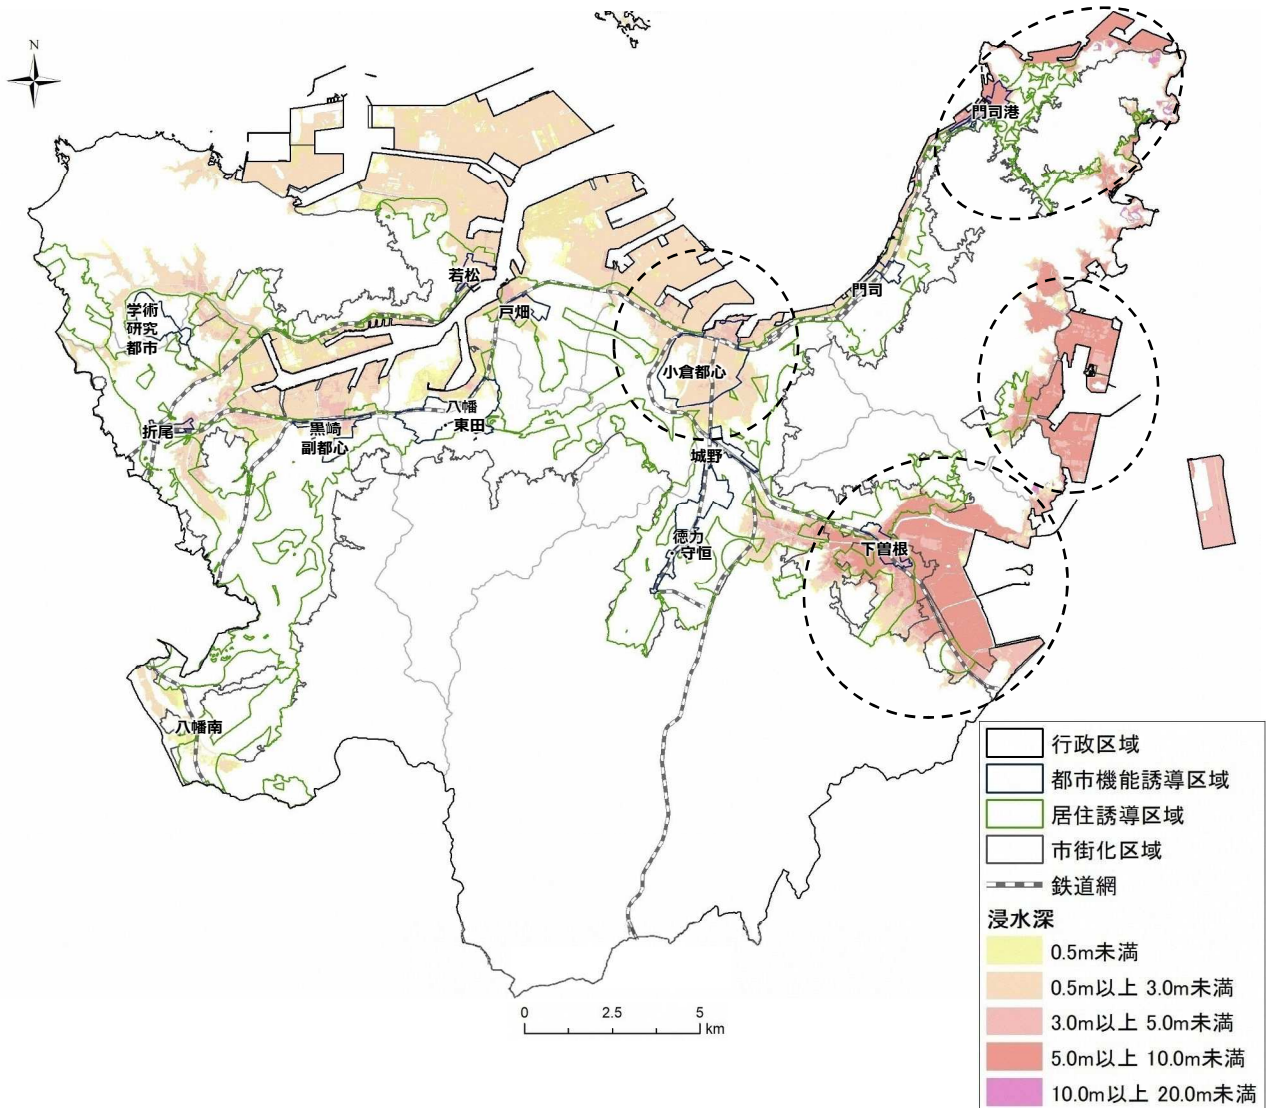 N
門司港
若松
門司
学術
研究
都市
戸畑
小倉都心
八幡
東田
折尾
黒崎
副都心
城野
徳力
守恒
下曽根
八幡南
行政区域
都市機能誘導区域
居住誘導区域
市街化区域
鉄道網
浸水深
0.5m未満
0.5m以上 3.0m未満
3.0m以上 5.0m未満
5.0m以上 10.0m未満
10.0m以上 20.0m未満
0 2.5 5
km